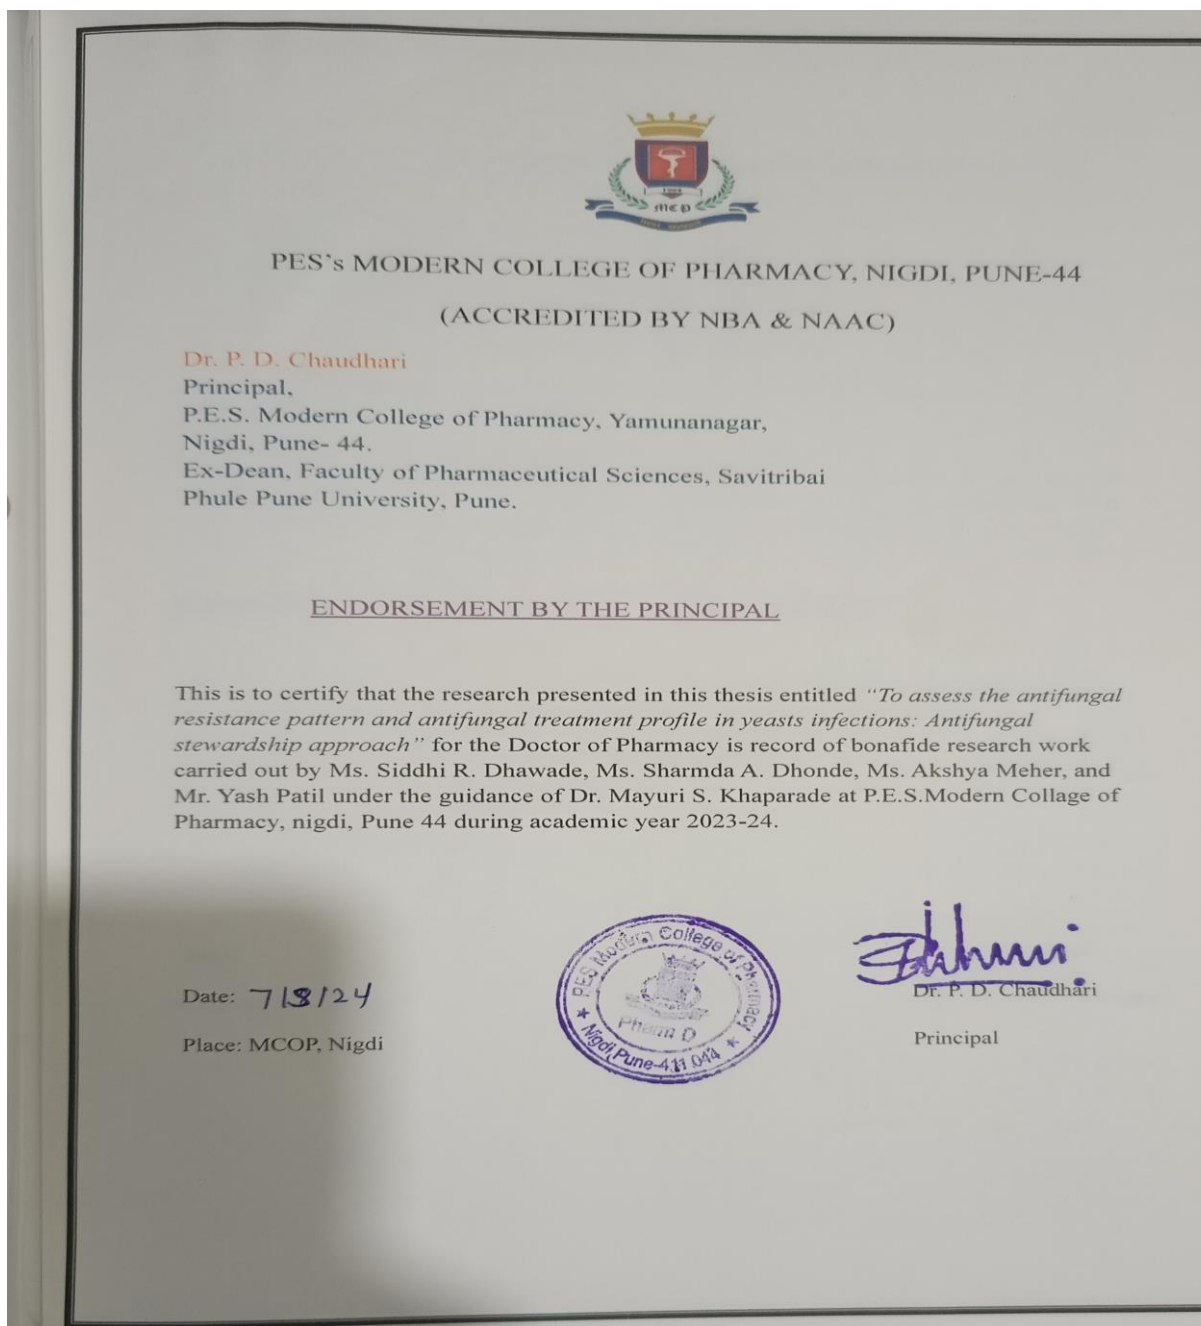 MCP
PES's MODERN COLLEGE OF PHARMACY, NIGDI, PUNE-44
(ACCREDITED BY NBA & NAAC)
Dr. P. D. Chaudhari
Principal,
P.E.S. Modern College of Pharmacy, Yamunanagar,
Nigdi, Pune- 44.
Ex-Dean, Faculty of Pharmaceutical Sciences, Savitribai
Phule Pune University, Pune.
ENDORSEMENT BY THE PRINCIPAL
This is to certify that the research presented in this thesis entitled “To assess the antifungal
resistance pattern and antifungal treatment profile in yeasts infections: Antifungal
stewardship approach” for the Doctor of Pharmacy is record of bonafide research work
carried out by Ms. Siddhi R. Dhawade, Ms. Sharmda A. Dhonde, Ms. Akshya Meher, and
Mr. Yash Patil under the guidance of Dr. Mayuri S. Khaparade at P.E.S.Modern Collage of
Pharmacy, nigdi, Pune 44 during academic year 2023-24.
Date: 7/8/24
Place: MCOP, Nigdi
PES Modern College of Pharmacy
Pharm D
★ Nigdi, Pune-411 044 ★
Dr. P. D. Chaudhari
Principal